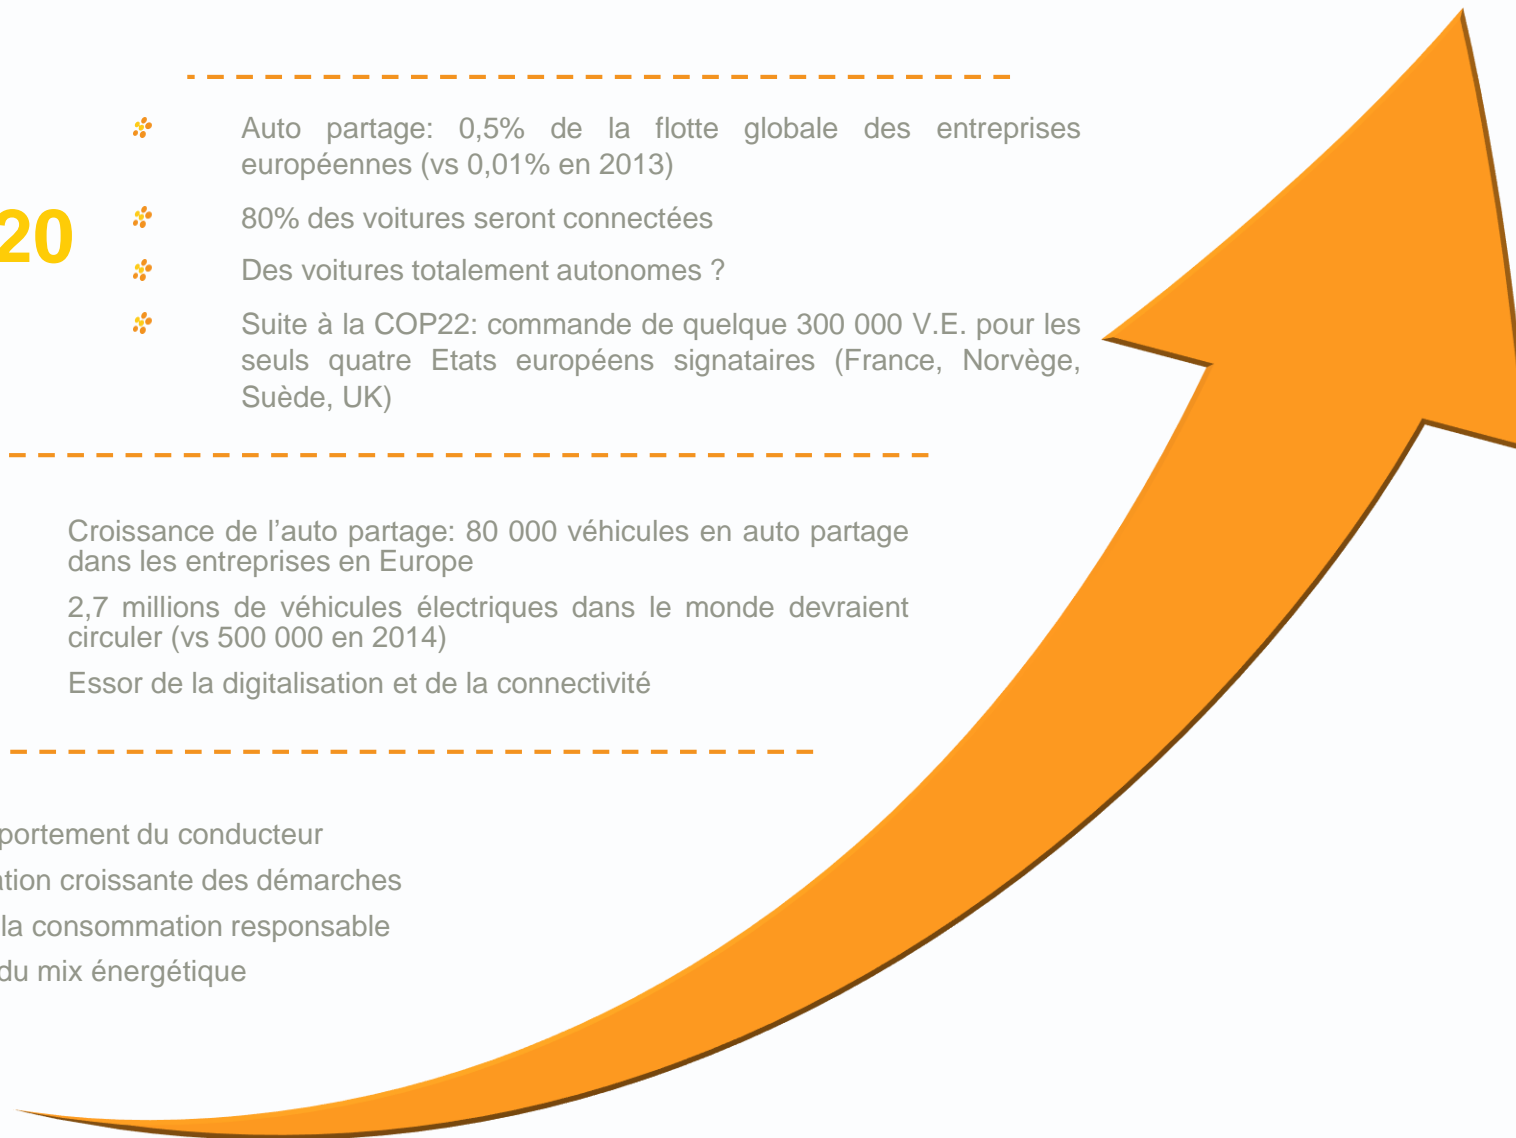 Auto partage: 0,5% de la flotte globale des entreprises
européennes (vs 0,01% en 2013)
20
80% des voitures seront connectées
Des voitures totalement autonomes ?
Suite à la COP22: commande de quelque 300 000 V.E. pour les
seuls quatre Etats européens signataires (France, Norvège,
Suède, UK)
Croissance de l’auto partage: 80 000 véhicules en auto partage
dans les entreprises en Europe
2,7 millions de véhicules électriques dans le monde devraient
circuler (vs 500 000 en 2014)
Essor de la digitalisation et de la connectivité
portement du conducteur
ation croissante des démarches
la consommation responsable
du mix énergétique